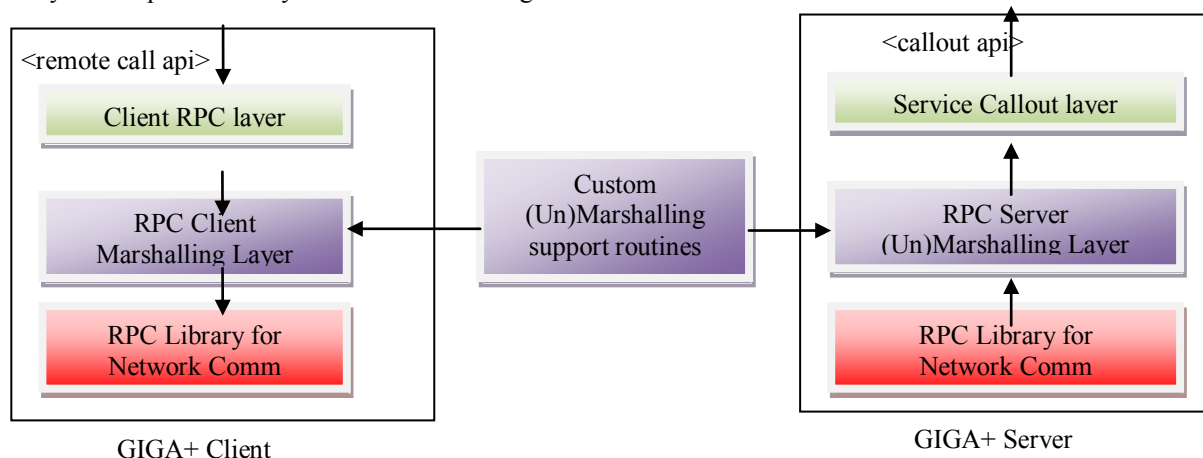 <remote call api>
Client RPC layer
RPC Client
Marshalling Layer
RPC Library for
Network Comm
GIGA+ Client
Custom
(Un)Marshalling
support routines
<callout api>
Service Callout layer
RPC Server
(Un)Marshalling Layer
RPC Library for
Network Comm
GIGA+ Server